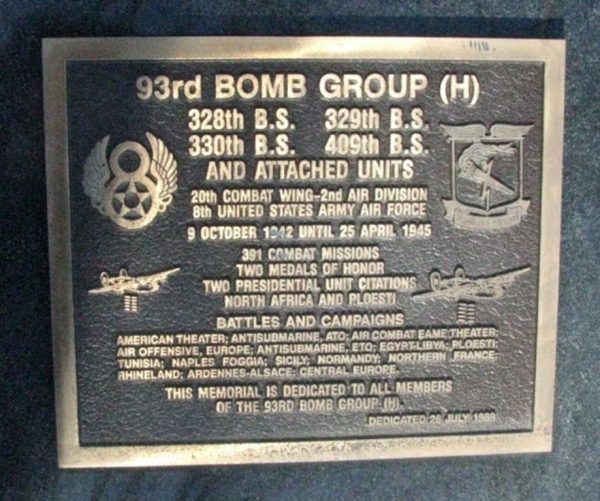 93rd BOMB GROUP (H)
328th B.S. 329th B.S.
330th B.S. 409th B.S.
AND ATTACHED UNITS
20th COMBAT WING-2nd AIR DIVISION
8th UNITED STATES ARMY AIR FORCE
9 OCTOBER 1942 UNTIL 25 APRIL 1945
391 COMBAT MISSIONS
TWO MEDALS OF HONOR
TWO PRESIDENTIAL UNIT CITATIONS
NORTH AFRICA AND PLOESTI
BATTLES AND CAMPAIGNS
AMERICAN THEATER; ANTISUBMARINE, ATO; AIR COMBAT EAME THEATER;
AIR OFFENSIVE, EUROPE; ANTISUBMARINE, ETO; EGYPT-LIBYA; PLOESTI;
TUNISIA; NAPLES FOGGIA; SICILY; NORMANDY; NORTHERN FRANCE;
RHINELAND; ARDENNES-ALSACE; CENTRAL EUROPE.
THIS MEMORIAL IS DEDICATED TO ALL MEMBERS
OF THE 93RD BOMB GROUP (H).
DEDICATED 28 JULY 1989